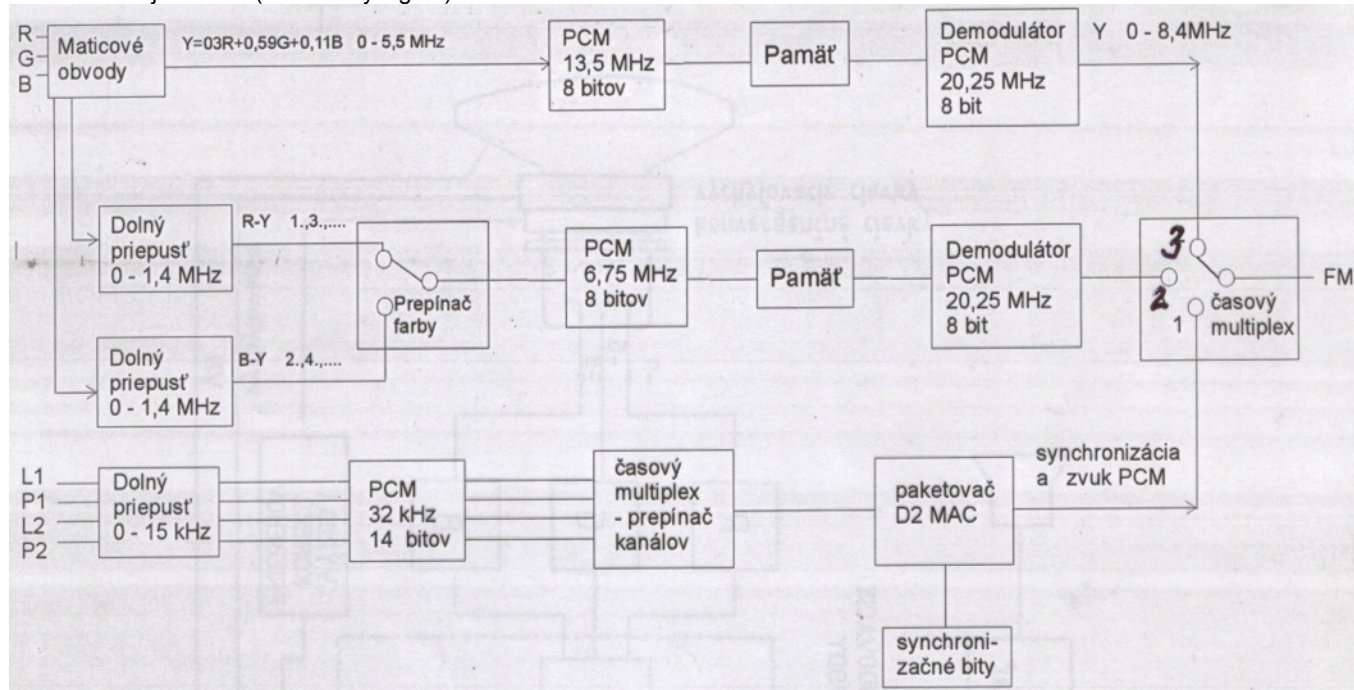 R
G
B
Maticové
obvody
Y=03R+0,59G+0,11B 0 - 5,5 MHz
PCM
13,5 MHz
8 bitov
Pamäť
Demodulátor
PCM
20,25 MHz
8 bit
Y 0 - 8,4MHz
Dolný
priepusť
0 - 1,4 MHz
R-Y 1.,3.,....
Prepínač
farby
PCM
6,75 MHz
8 bitov
Pamäť
Demodulátor
PCM
20,25 MHz
8 bit
3
2
1
časový
multiplex
FM
Dolný
priepusť
0 - 1,4 MHz
B-Y 2.,4.,....
L1
P1
L2
P2
Dolný
priepusť
0 - 15 kHz
PCM
32 kHz
14 bitov
časový
multiplex
- prepínač
kanálov
paketovač
D2 MAC
synchronizácia
a zvuk PCM
synchroni-
začné bity
vychyľovacie cievky
konvergenčné cievky